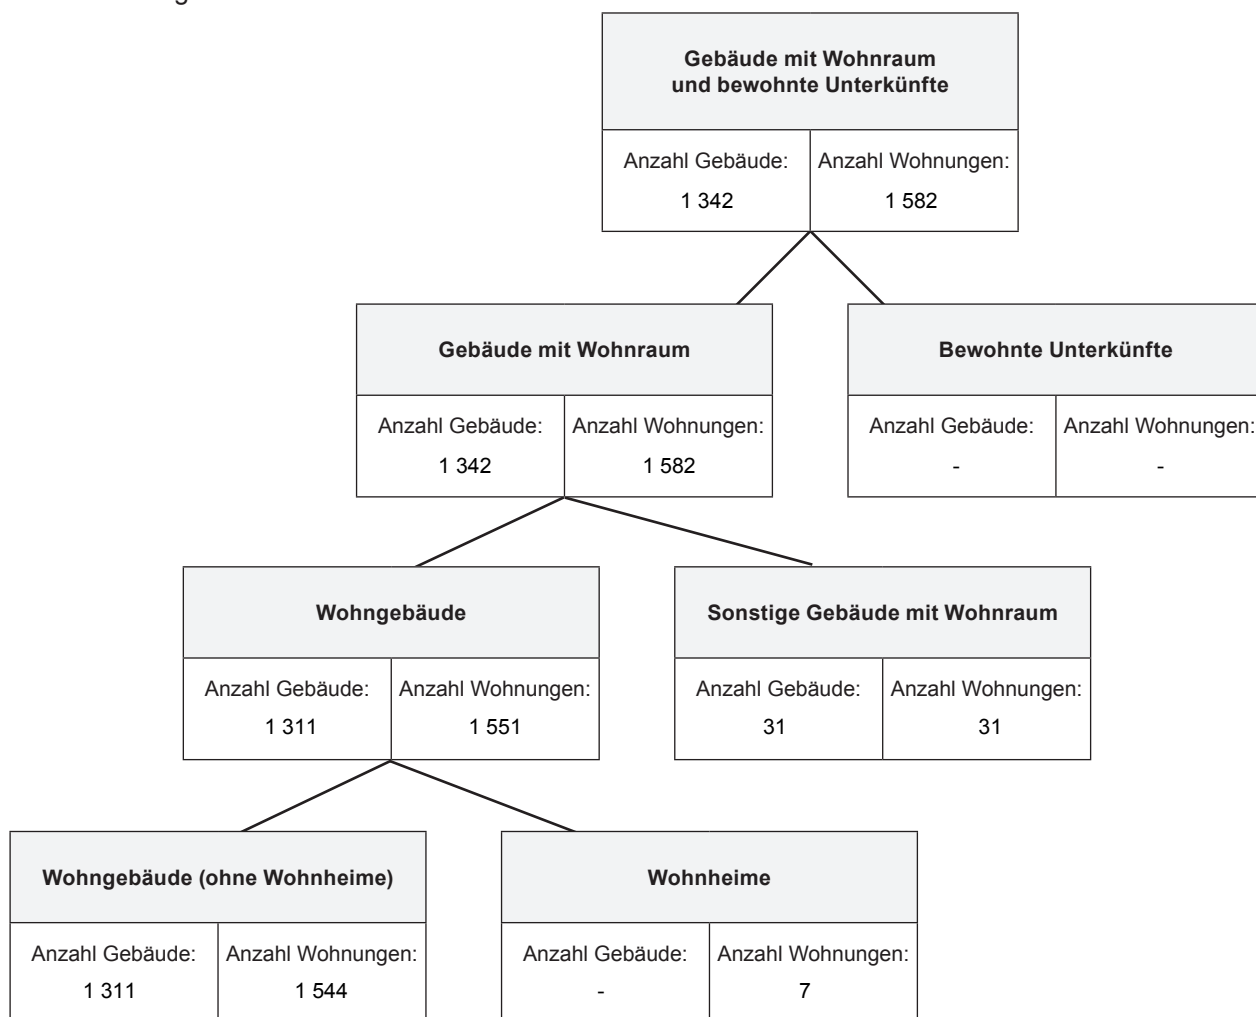 Gebäude mit Wohnraum
und bewohnte Unterkünfte
Anzahl Gebäude: Anzahl Wohnungen:
1 342 1 582
Gebäude mit Wohnraum
Anzahl Gebäude: Anzahl Wohnungen:
1 342 1 582
Bewohnte Unterkünfte
Anzahl Gebäude: Anzahl Wohnungen:
- -
Wohngebäude
Anzahl Gebäude: Anzahl Wohnungen:
1 311 1 551
Sonstige Gebäude mit Wohnraum
Anzahl Gebäude: Anzahl Wohnungen:
31 31
Wohngebäude (ohne Wohnheime)
Anzahl Gebäude: Anzahl Wohnungen:
1 311 1 544
Wohnheime
Anzahl Gebäude: Anzahl Wohnungen:
- 7